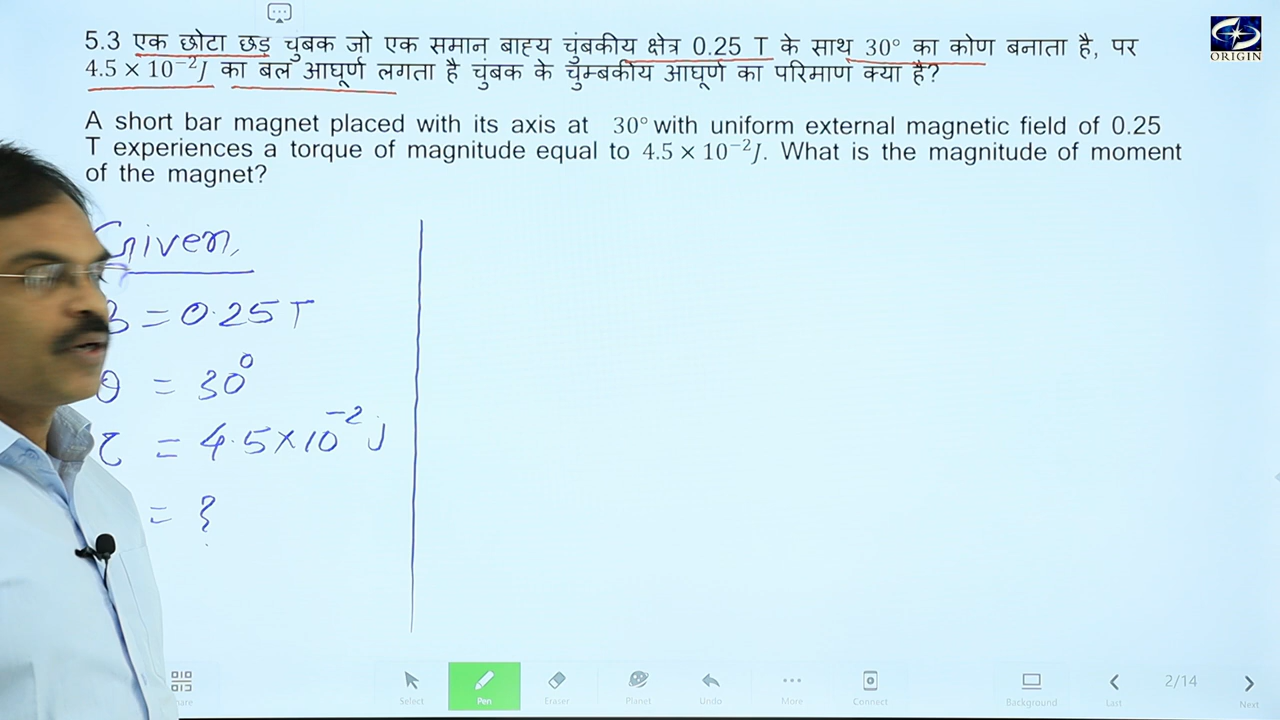 5.3 एक छोटा छड़ चुंबक जो एक समान बाह्य चुंबकीय क्षेत्र 0.25 T के साथ 30° का कोण बनाता है, पर
4.5 × 10⁻²J का बल आघूर्ण लगता है चुंबक के चुम्बकीय आघूर्ण का परिमाण क्या है?
A short bar magnet placed with its axis at 30° with uniform external magnetic field of 0.25
T experiences a torque of magnitude equal to 4.5 × 10⁻²J. What is the magnitude of moment
of the magnet?
Given,
B = 0.25 T
θ = 30°
τ = 4.5×10⁻² J
= ?
ORIGIN
Select
Pen
Eraser
Planet
Undo
More
Connect
Background
Last
2/14
Next